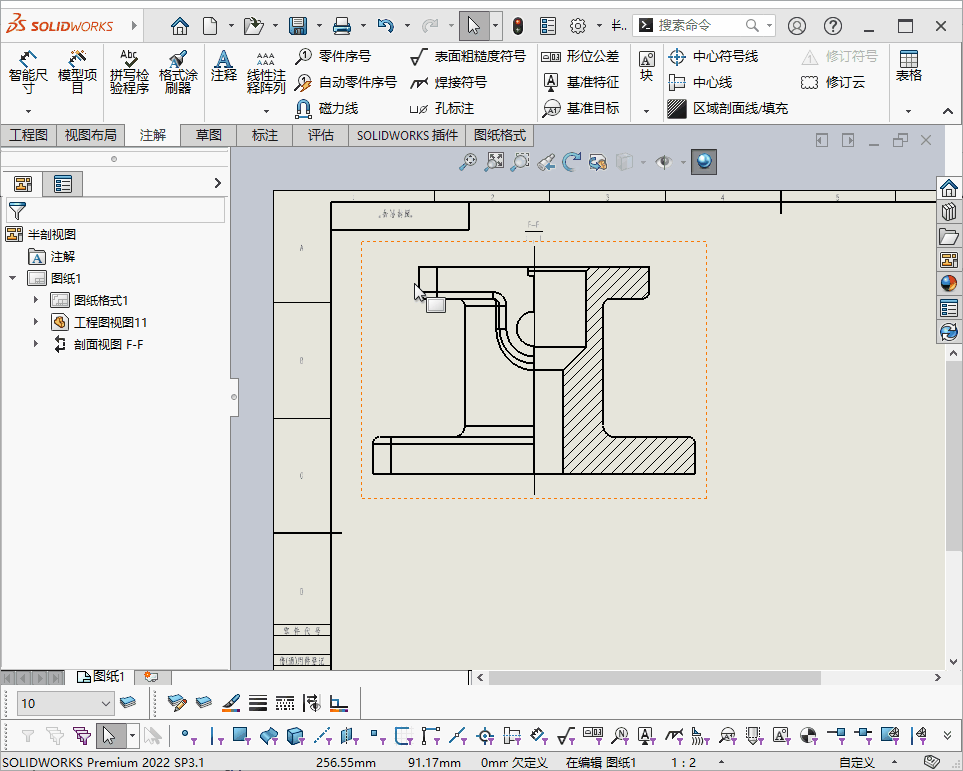 SOLIDWORKS
搜索命令
智能尺寸
模型项目
拼写检验程序
格式涂刷器
注释
线性注释阵列
零件序号
自动零件序号
磁力线
表面粗糙度符号
焊接符号
孔标注
形位公差
基准特征
基准目标
块
中心符号线
中心线
区域剖面线/填充
修订符号
修订云
表格
工程图 视图布局 注解 草图 标注 评估 SOLIDWORKS 插件 图纸格式
半剖视图
注解
图纸1
图纸格式1
工程图视图11
剖面视图 F-F
2 3 4 5
F-F
A
B
C
D
图纸1
10
SOLIDWORKS Premium 2022 SP3.1 256.55mm 91.17mm 0mr 欠定义 在编辑 图纸1 1 : 2 自定义